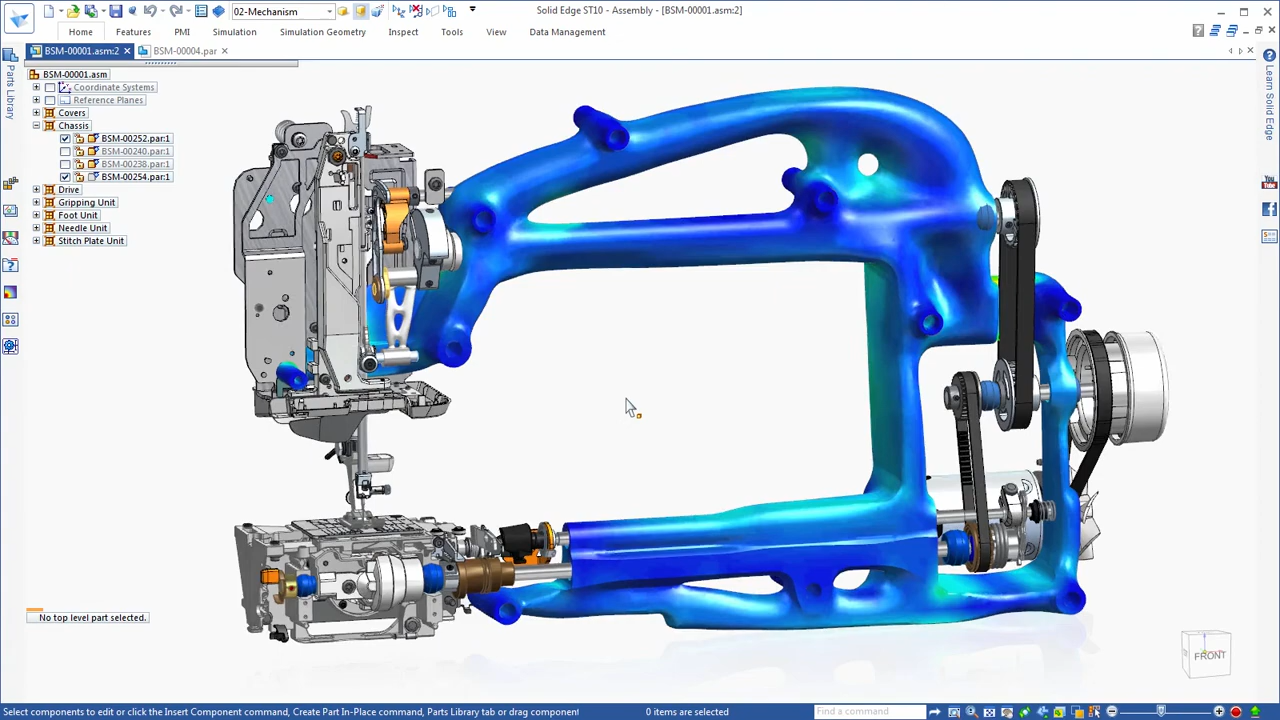 02-Mechanism
Solid Edge ST10 - Assembly - [BSM-00001.asm:2]
Home
Features
PMI
Simulation
Simulation Geometry
Inspect
Tools
View
Data Management
BSM-00001.asm:2
BSM-00004.par
BSM-00001.asm
Coordinate Systems
Reference Planes
Covers
Chassis
BSM-00252.par:1
BSM-00240.par:1
BSM-00238.par:1
BSM-00254.par:1
Drive
Gripping Unit
Foot Unit
Needle Unit
Stitch Plate Unit
Parts Library
Learn Solid Edge
You
Tube
No top level part selected.
FRONT
Select components to edit or click the Insert Component command, Create Part In-Place command, Parts Library tab or drag component
0 items are selected
Find a command